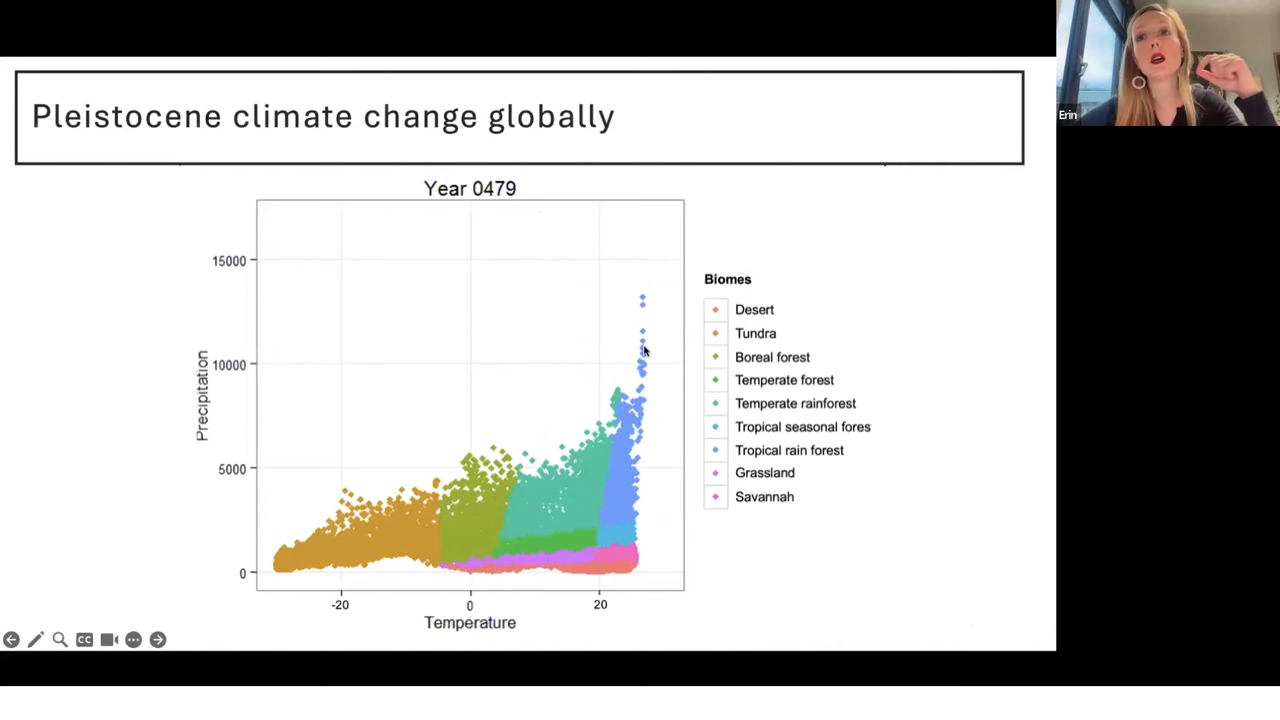 Pleistocene climate change globally
Erin
Year 0479
15000
10000
5000
0
Precipitation
-20
0
20
Temperature
Biomes
Desert
Tundra
Boreal forest
Temperate forest
Temperate rainforest
Tropical seasonal fores
Tropical rain forest
Grassland
Savannah
CC